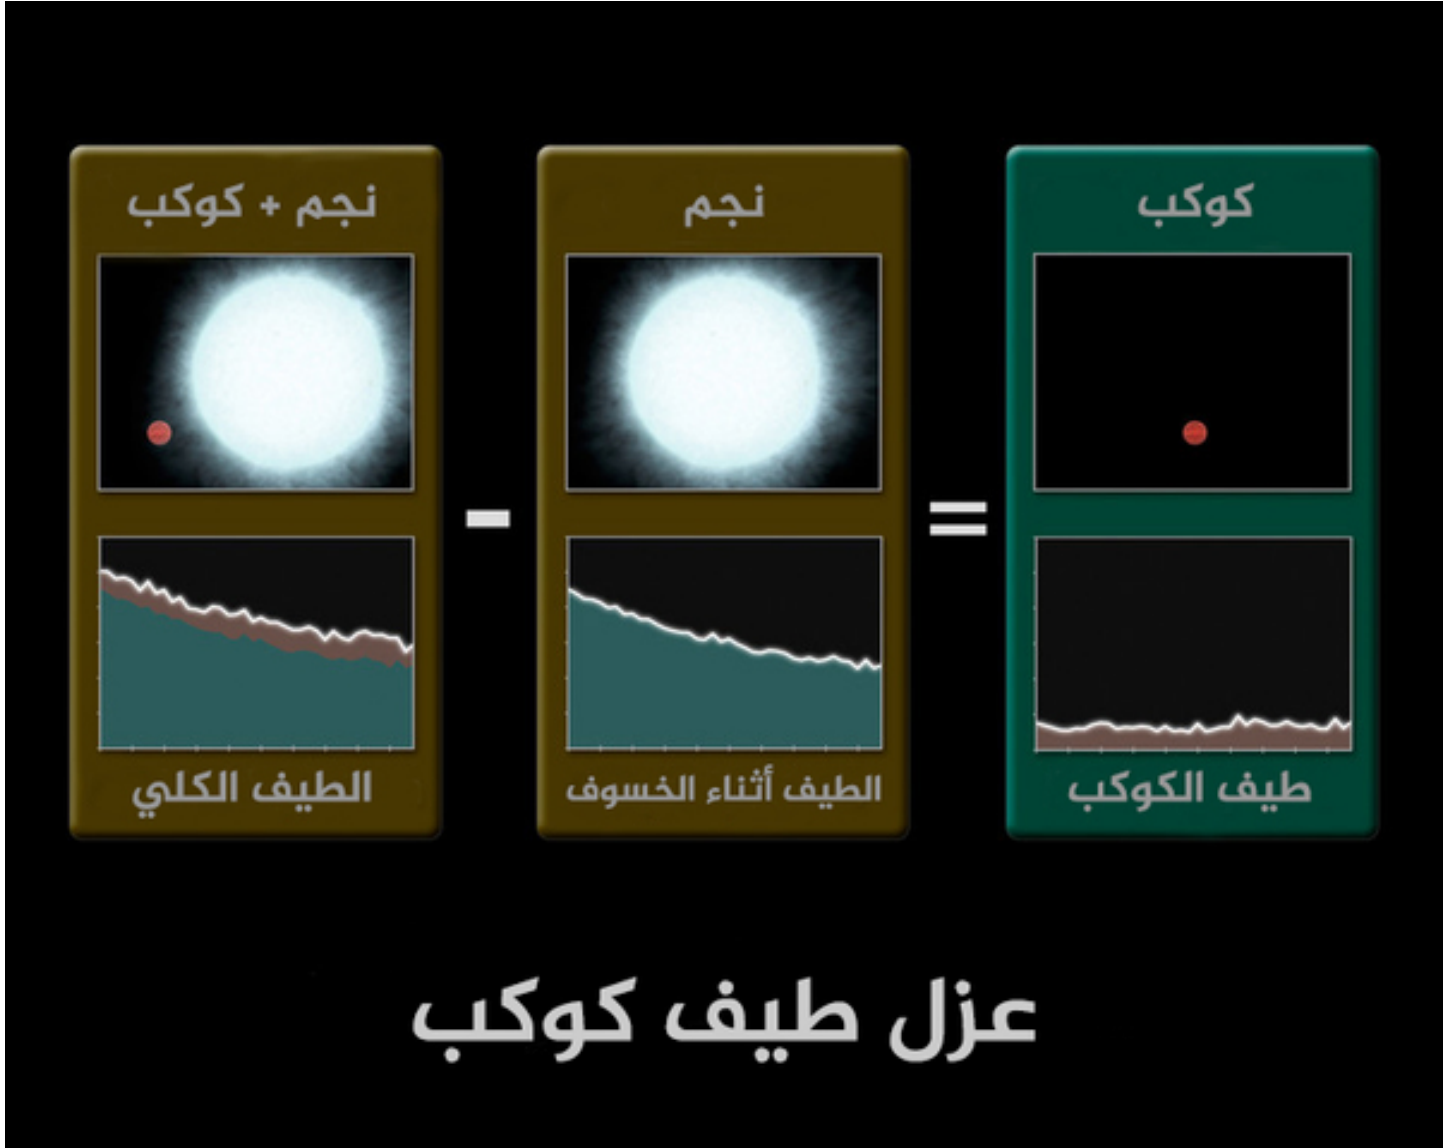 نجم + كوكب
الطيف الكلي
-
نجم
الطيف أثناء الخسوف
=
كوكب
طيف الكوكب
عزل طيف كوكب